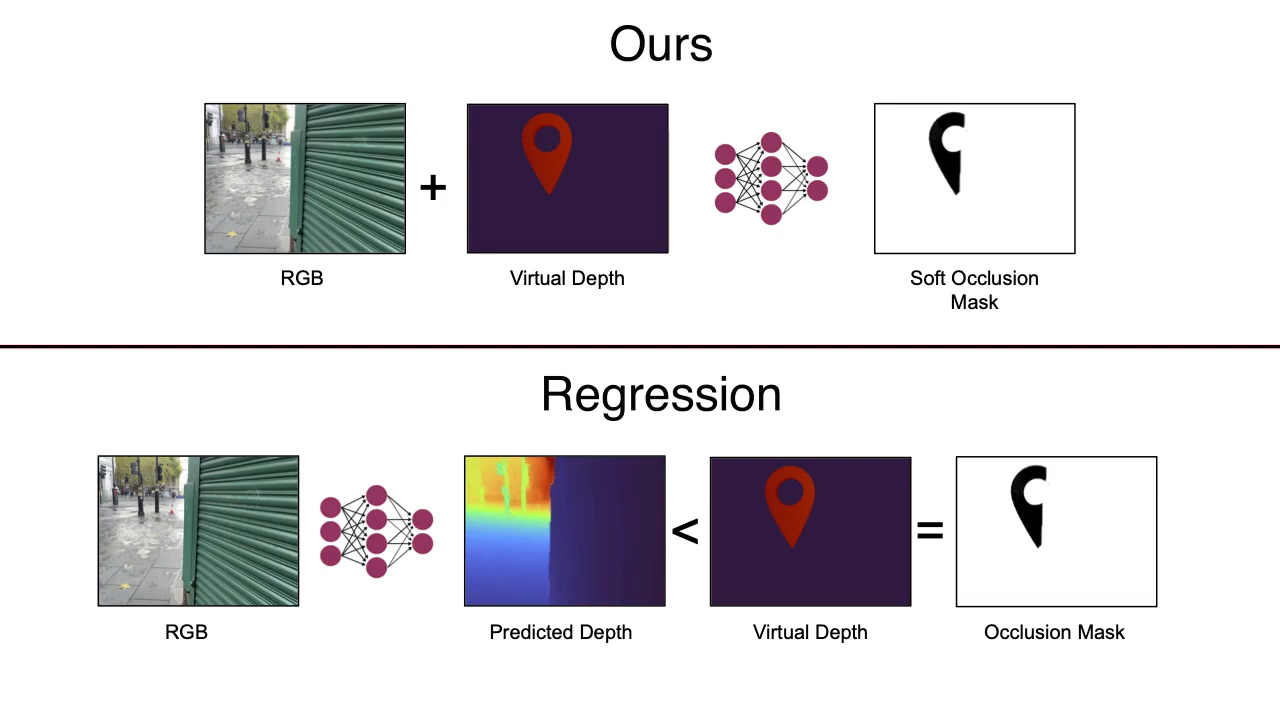 Ours
+
RGB
Virtual Depth
Soft Occlusion
Mask
Regression
<
=
RGB
Predicted Depth
Virtual Depth
Occlusion Mask